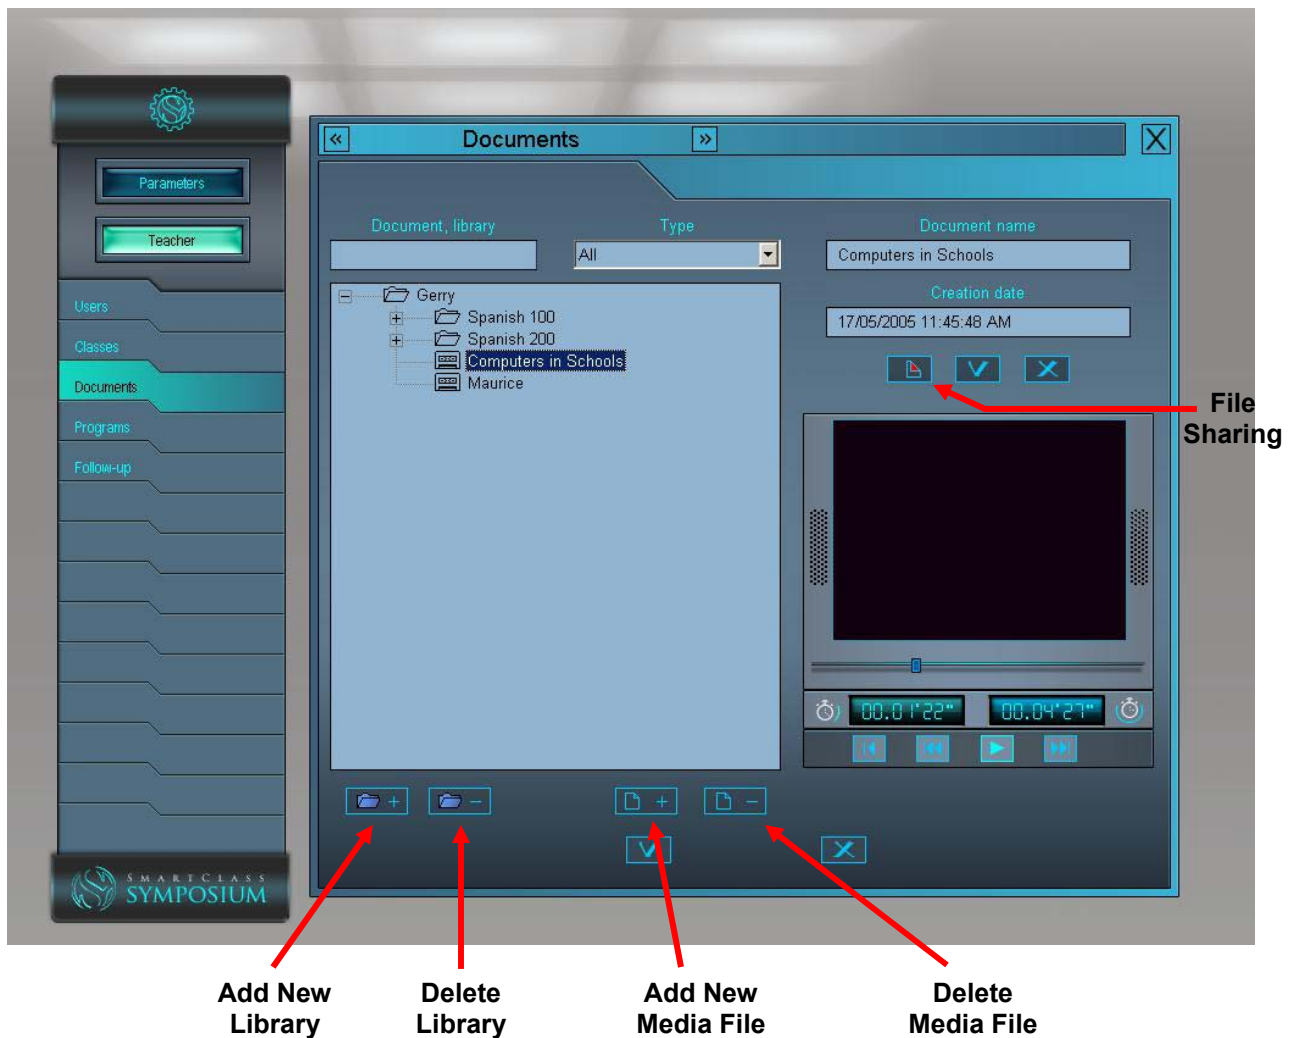 Parameters
Teacher
Users
Classes
Documents
Programs
Follow-up
SMARTCLASS
SYMPOSIUM
Documents
Document, library
Type
All
Gerry
Spanish 100
Spanish 200
Computers in Schools
Maurice
Document name
Computers in Schools
Creation date
17/05/2005 11:45:48 AM
File
Sharing
00.01'22"
00.04'27"
Add New
Library
Delete
Library
Add New
Media File
Delete
Media File